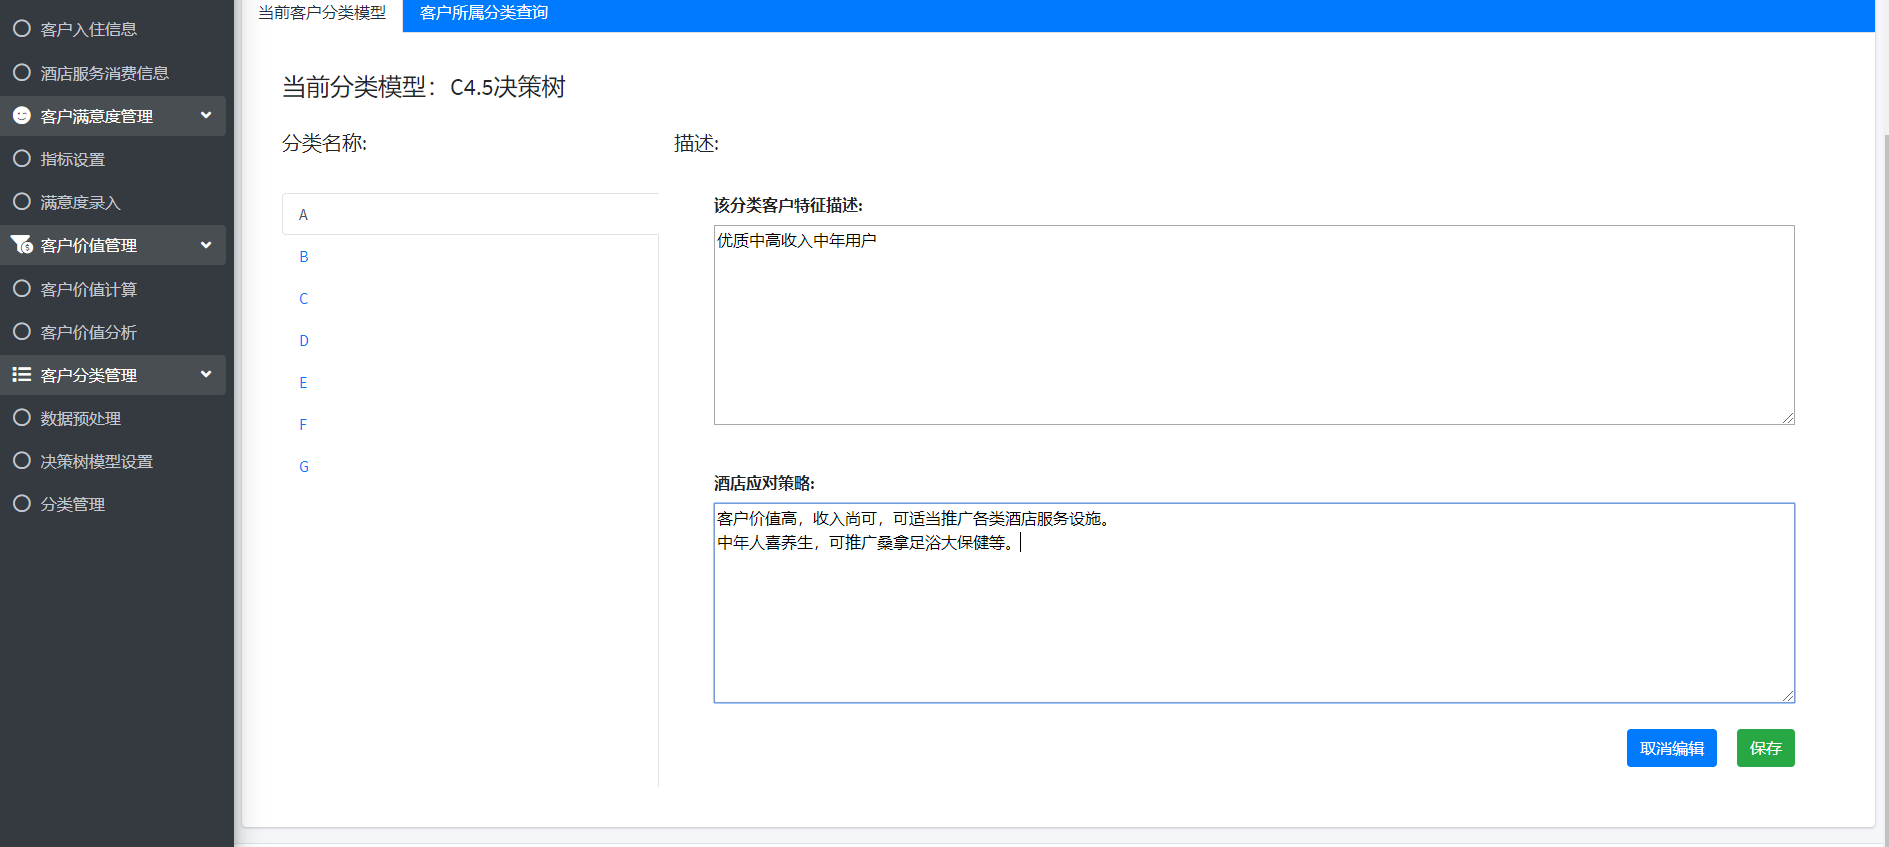 客户入住信息
酒店服务消费信息
客户满意度管理
指标设置
满意度录入
客户价值管理
客户价值计算
客户价值分析
客户分类管理
数据预处理
决策树模型设置
分类管理
当前客户分类模型
客户所属分类查询
当前分类模型：C4.5决策树
分类名称:
A
B
C
D
E
F
G
描述:
该分类客户特征描述:
优质中高收入中年用户
酒店应对策略:
客户价值高，收入尚可，可适当推广各类酒店服务设施。
中年人喜养生，可推广桑拿足浴大保健等。
取消编辑
保存